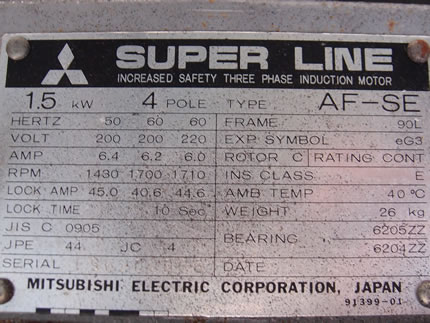 SUPER LINE
INCREASED SAFETY THREE PHASE INDUCTION MOTOR
1.5 kW 4 POLE TYPE AF-SE
HERTZ 50 60 60 FRAME 90L
VOLT 200 200 220 EXP. SYMBOL eG3
AMP 6.4 6.2 6.0 ROTOR C RATING CONT
RPM 1430 1700 1710 INS CLASS E
LOCK AMP 45.0 40.6 44.6 AMB TEMP 40°C
LOCK TIME 10 Sec WEIGHT 26 kg
JIS C 0905 BEARING 6205ZZ
JPE 44 JC 4 6204ZZ
SERIAL DATE
MITSUBISHI ELECTRIC CORPORATION, JAPAN
91399-01